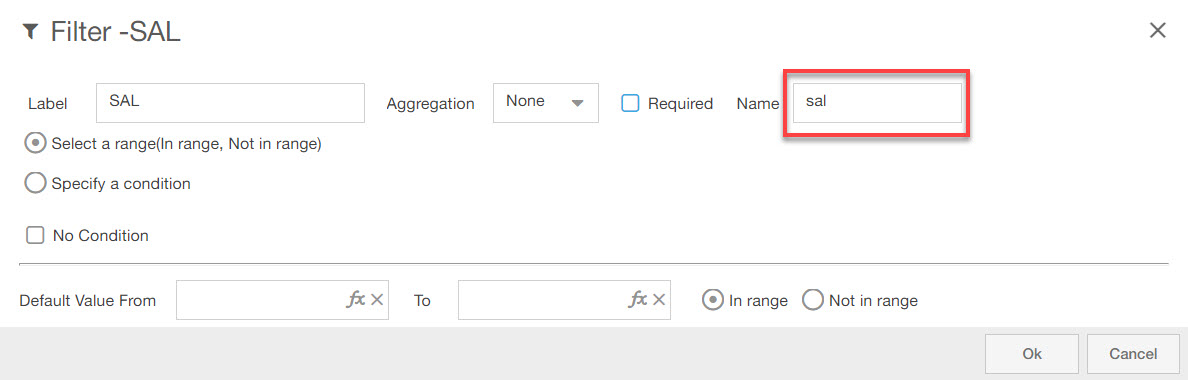 Filter -SAL
Label SAL Aggregation None Required Name sal
Select a range(In range, Not in range)
Specify a condition
No Condition
Default Value From fx To fx In range Not in range
Ok Cancel